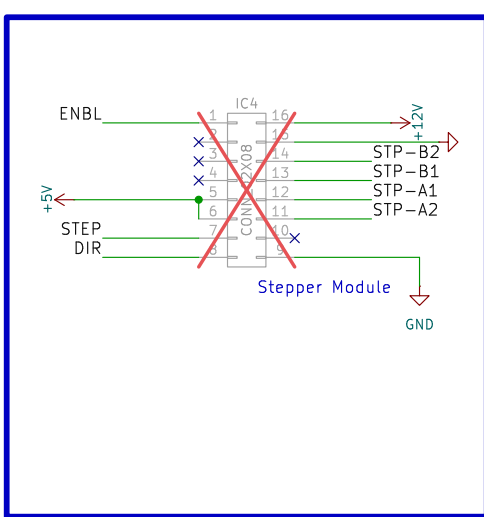 IC4
ENBL
1
16
+12V
2
15
3
14
STP-B2
4
13
STP-B1
+5V
5
12
STP-A1
6
11
STP-A2
STEP
7
10
DIR
8
9
Stepper Module
GND